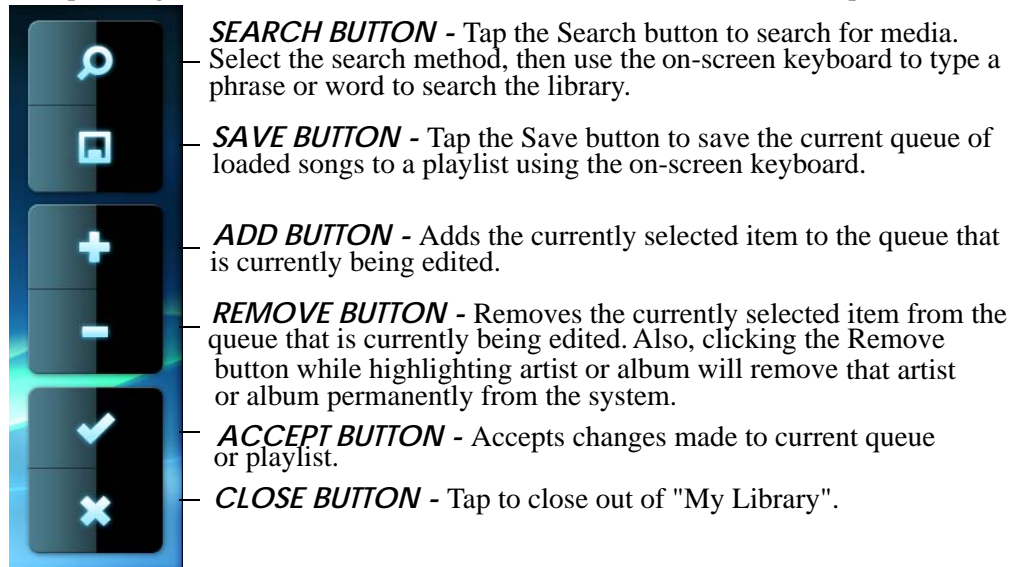 SEARCH BUTTON - Tap the Search button to search for media.
Select the search method, then use the on-screen keyboard to type a
phrase or word to search the library.
SAVE BUTTON - Tap the Save button to save the current queue of
loaded songs to a playlist using the on-screen keyboard.
ADD BUTTON - Adds the currently selected item to the queue that
is currently being edited.
REMOVE BUTTON - Removes the currently selected item from the
queue that is currently being edited. Also, clicking the Remove
button while highlighting artist or album will remove that artist
or album permanently from the system.
ACCEPT BUTTON - Accepts changes made to current queue
or playlist.
CLOSE BUTTON - Tap to close out of "My Library".